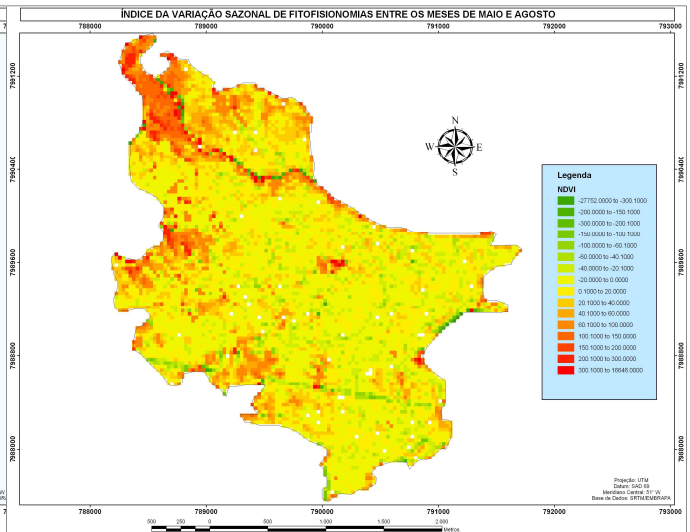 ÍNDICE DA VARIAÇÃO SAZONAL DE FITOFISIONOMIAS ENTRE OS MESES DE MAIO E AGOSTO
788000 789000 790000 791000 792000 793000
7991200
7990400
7989600
7988800
7988000
N
W E
S
Legenda
NDVI
-27752.0000 to -300.1000
-200.0000 to -150.1000
-300.0000 to -200.1000
-150.0000 to -100.1000
-100.0000 to -60.1000
-60.0000 to -40.1000
-40.0000 to -20.1000
-20.0000 to 0.0000
0.1000 to 20.0000
20.1000 to 40.0000
40.1000 to 60.0000
60.1000 to 100.0000
100.1000 to 150.0000
150.1000 to 200.0000
200.1000 to 300.0000
300.1000 to 16646.0000
7991200
7990400
7989600
7988800
7988000
Projeção: UTM
Datum: SAD 69
Meridiano Central: 51° W
Base de Dados: SRTM/EMBRAPA
788000 789000 790000 791000 792000 793000
500 250 0 500 1.000 1.500 2.000
Metros